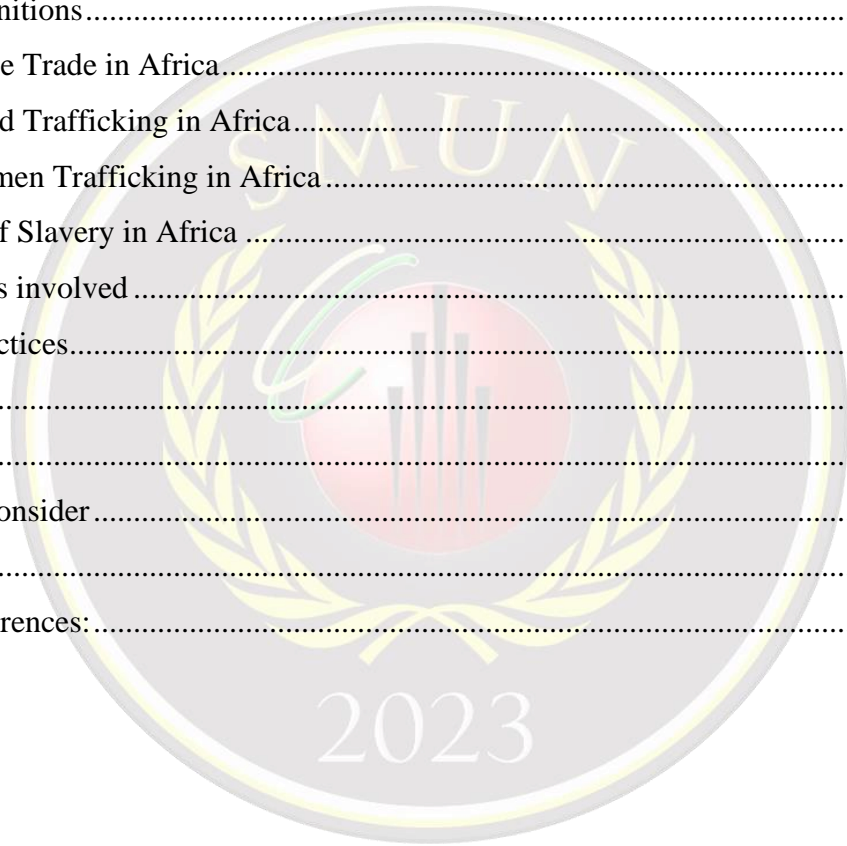 nitions........................................................................................................
e Trade in Africa....................................................................................
d Trafficking in Africa..........................................................................
men Trafficking in Africa.....................................................................
f Slavery in Africa ................................................................................
s involved ................................................................................................
ctices..........................................................................................................
...................................................................................................................
...................................................................................................................
onsider......................................................................................................
...................................................................................................................
rences:......................................................................................................
SMUN
2023